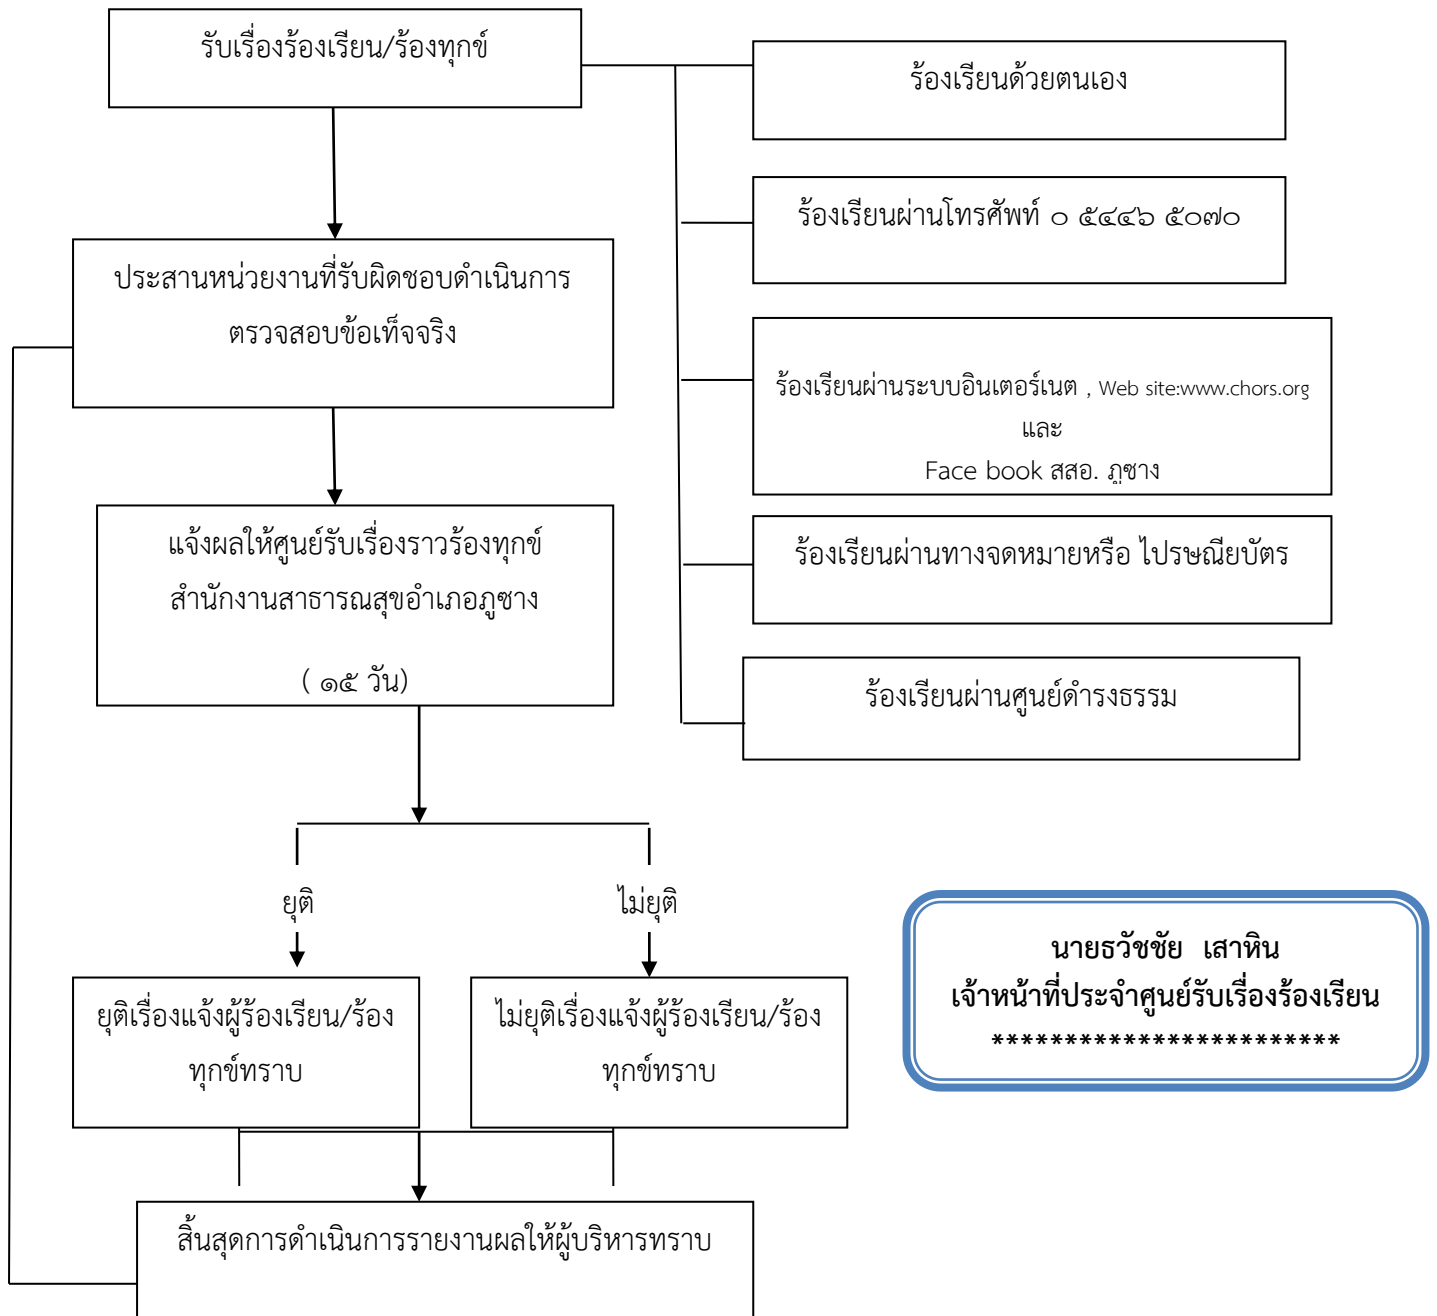 รับเรื่องร้องเรียน/ร้องทุกข์
ร้องเรียนด้วยตนเอง
ร้องเรียนผ่านโทรศัพท์ ๐ ๕๔๔๖ ๕๐๗๐
ประสานหน่วยงานที่รับผิดชอบดำเนินการ
ตรวจสอบข้อเท็จจริง
ร้องเรียนผ่านระบบอินเตอร์เนต , Web site:www.chors.org
และ
Face book สสอ. ภูซาง
แจ้งผลให้ศูนย์รับเรื่องราวร้องทุกข์
สำนักงานสาธารณสุขอำเภอภูซาง
( ๑๕ วัน)
ร้องเรียนผ่านทางจดหมายหรือ ไปรษณียบัตร
ร้องเรียนผ่านศูนย์ดำรงธรรม
ยุติ
ไม่ยุติ
ยุติเรื่องแจ้งผู้ร้องเรียน/ร้อง
ทุกข์ทราบ
ไม่ยุติเรื่องแจ้งผู้ร้องเรียน/ร้อง
ทุกข์ทราบ
นายธวัชชัย เสาหิน
เจ้าหน้าที่ประจำศูนย์รับเรื่องร้องเรียน
************************
สิ้นสุดการดำเนินการรายงานผลให้ผู้บริหารทราบ